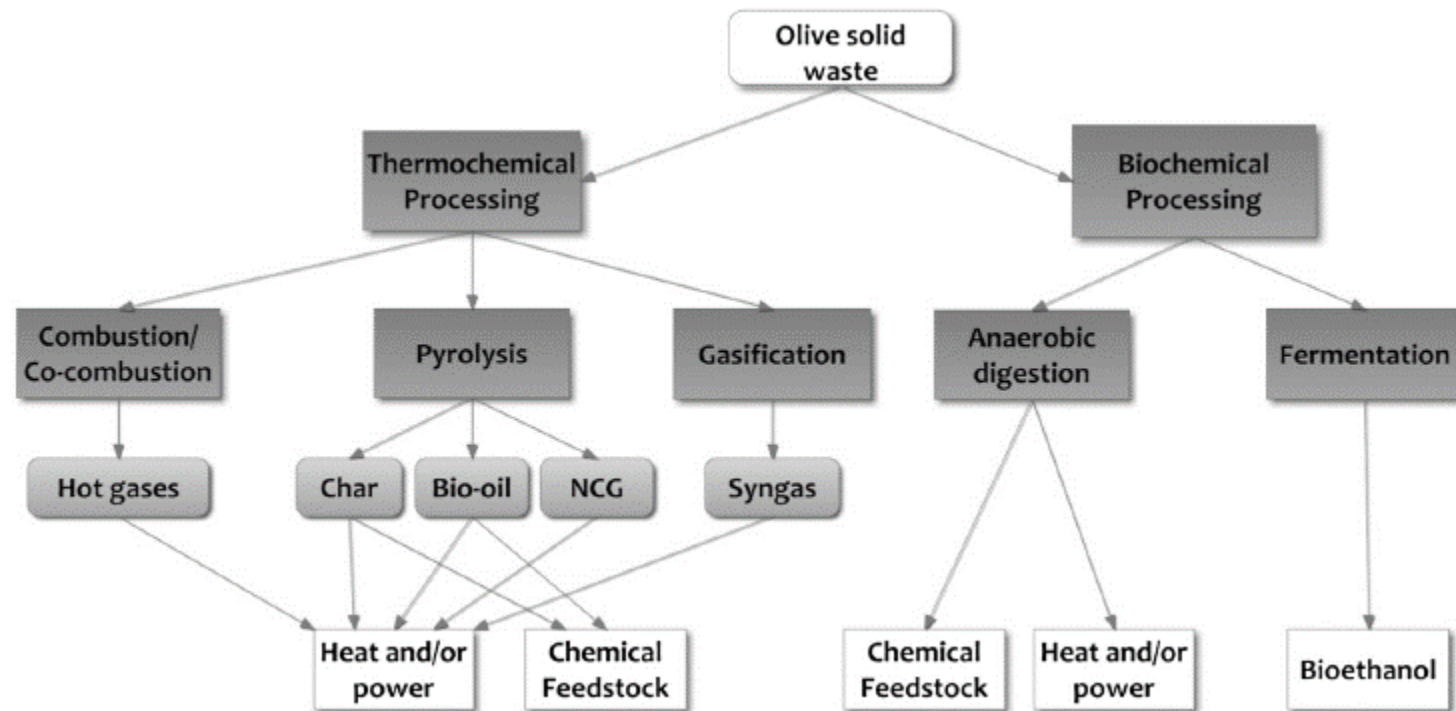 Olive solid
waste
Thermochemical
Processing
Biochemical
Processing
Combustion/
Co-combustion
Pyrolysis
Gasification
Anaerobic
digestion
Fermentation
Hot gases
Char
Bio-oil
NCG
Syngas
Heat and/or
power
Chemical
Feedstock
Chemical
Feedstock
Heat and/or
power
Bioethanol